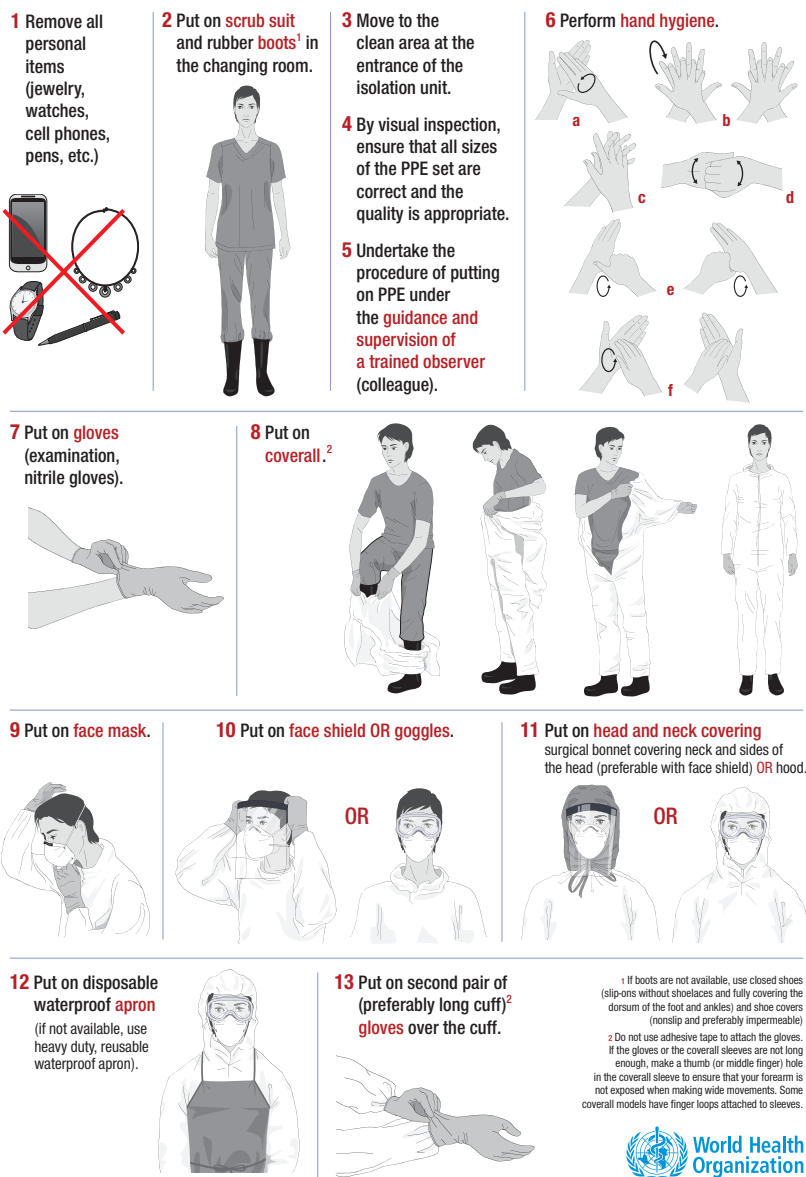 1 Remove all
personal
items
(jewelry,
watches,
cell phones,
pens, etc.)
2 Put on scrub suit
and rubber boots¹ in
the changing room.
3 Move to the
clean area at the
entrance of the
isolation unit.
4 By visual inspection,
ensure that all sizes
of the PPE set are
correct and the
quality is appropriate.
5 Undertake the
procedure of putting
on PPE under
the guidance and
supervision of
a trained observer
(colleague).
6 Perform hand hygiene.
a
b
c
d
e
f
7 Put on gloves
(examination,
nitrile gloves).
8 Put on
coverall.²
9 Put on face mask.
10 Put on face shield OR goggles.
OR
11 Put on head and neck covering
surgical bonnet covering neck and sides of
the head (preferable with face shield) OR hood.
OR
12 Put on disposable
waterproof apron
(if not available, use
heavy duty, reusable
waterproof apron).
13 Put on second pair of
(preferably long cuff)²
gloves over the cuff.
1 If boots are not available, use closed shoes
(slip-ons without shoelaces and fully covering the
dorsum of the foot and ankles) and shoe covers
(nonslip and preferably impermeable)
2 Do not use adhesive tape to attach the gloves.
If the gloves or the coverall sleeves are not long
enough, make a thumb (or middle finger) hole
in the coverall sleeve to ensure that your forearm is
not exposed when making wide movements. Some
coverall models have finger loops attached to sleeves.
World Health
Organization